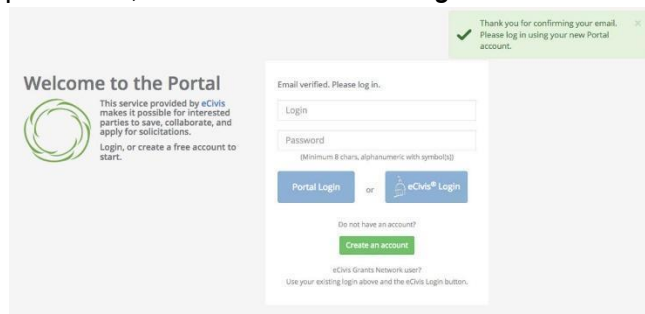 Thank you for confirming your email.
Please log in using your new Portal
account.
Welcome to the Portal
This service provided by eCivis
makes it possible for interested
parties to save, collaborate, and
apply for solicitations.
Login, or create a free account to
start.
Email verified. Please log in.
Login
Password
(Minimum 8 chars, alphanumeric with symbol(s))
Portal Login or eCivis® Login
Do not have an account?
Create an account
eCivis Grants Network user?
Use your existing login above and the eCivis Login button.